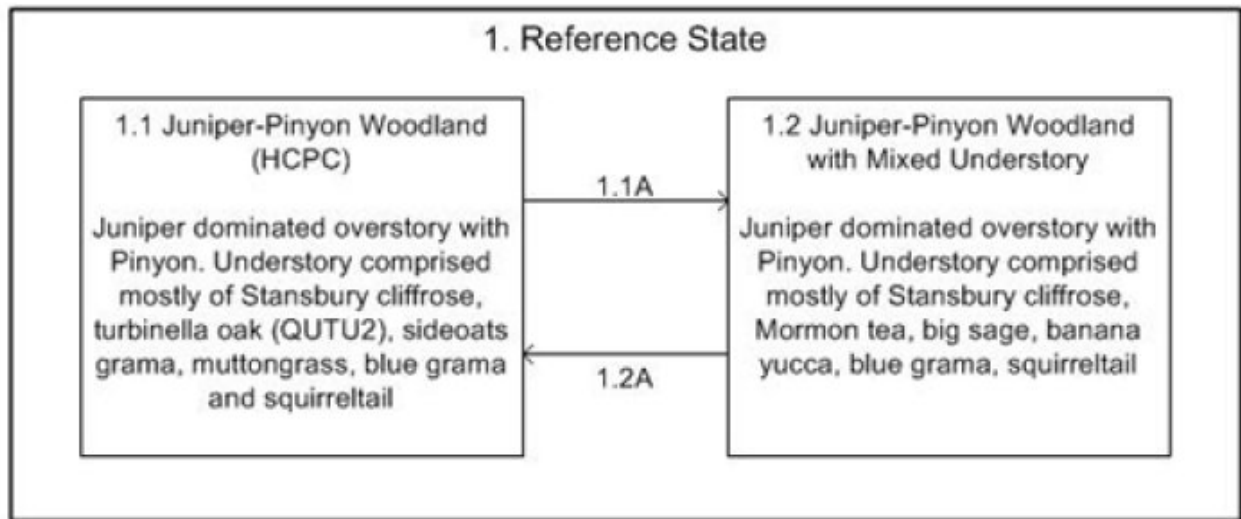 1. Reference State
1.1 Juniper-Pinyon Woodland
(HCPC)
Juniper dominated overstory with
Pinyon. Understory comprised
mostly of Stansbury cliffrose,
turbinella oak (QUTU2), sideoats
grama, muttongrass, blue grama
and squirreltail
1.1A
1.2A
1.2 Juniper-Pinyon Woodland
with Mixed Understory
Juniper dominated overstory with
Pinyon. Understory comprised
mostly of Stansbury cliffrose,
Mormon tea, big sage, banana
yucca, blue grama, squirreltail